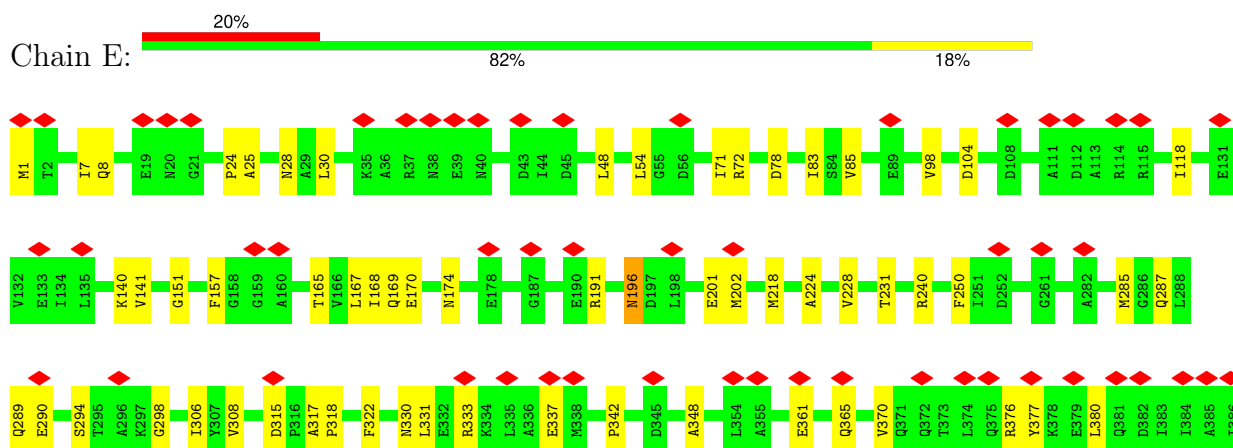 20%
Chain E:
82% 18%
M1 T2 I7 Q8 E19 N20 G21 P24 A25 N28 A29 L30 K35 A36 R37 N38 E39 N40 D43 I44 D45 L48 L54 G55 D56 I71 R72 D78 I83 S84 V85 E89 V98 D104 D108 A111 D112 A113 R114 R115 I118 E131
V132 E133 I134 L135 K140 V141 G151 F157 G158 G159 A160 T165 V166 L167 I168 Q169 E170 N174 E178 G187 E190 R191 N196 D197 L198 E201 M202 M218 A224 V228 T231 R240 F250 I251 D252 G261 A282 M285 G286 Q287 L288
Q289 E290 S294 T295 A296 K297 G298 I306 Y307 V308 D315 P316 A317 P318 F322 N330 L331 E332 R333 K334 L335 A336 E337 M338 P342 D345 A348 L354 A355 E361 Q365 V370 Q371 Q372 T373 L374 Q375 R376 Y377 K378 E379 L380 Q381 D382 I383 I384 A385